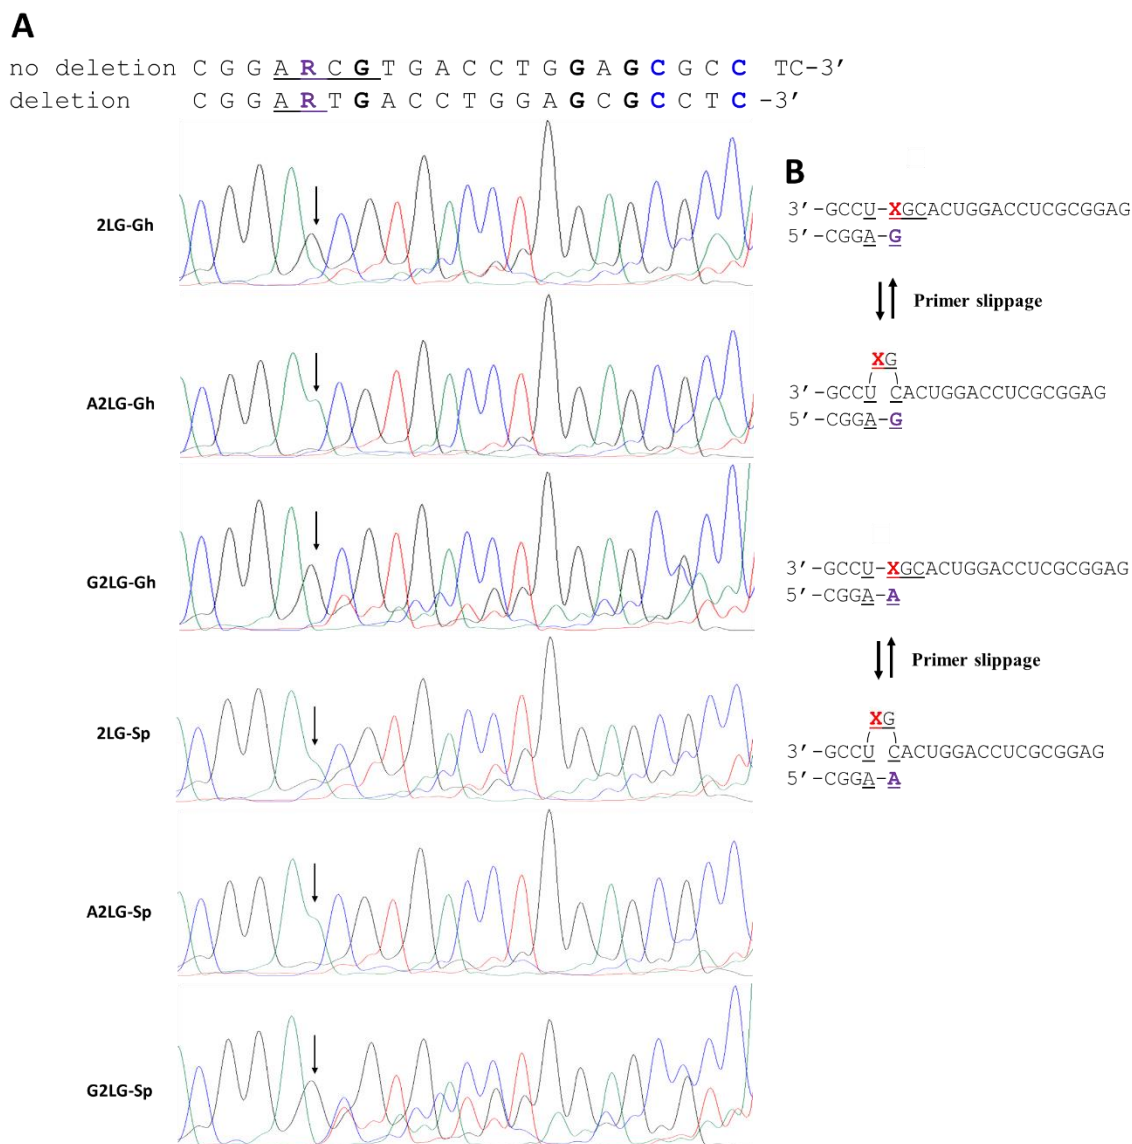 A
no deletion C G G A R C G T G A C C T G G A G C G C C TC-3’
deletion C G G A R T G A C C T G G A G C G C C T C -3’
2LG-Gh
A2LG-Gh
G2LG-Gh
2LG-Sp
A2LG-Sp
G2LG-Sp
B
3’-GCCU-XGCACUGGACCUCGCGGAG
5’-CGGA-G
Primer slippage
XG
3’-GCCU CACUGGACCUCGCGGAG
5’-CGGA-G
3’-GCCU-XGCACUGGACCUCGCGGAG
5’-CGGA-A
Primer slippage
XG
3’-GCCU CACUGGACCUCGCGGAG
5’-CGGA-A